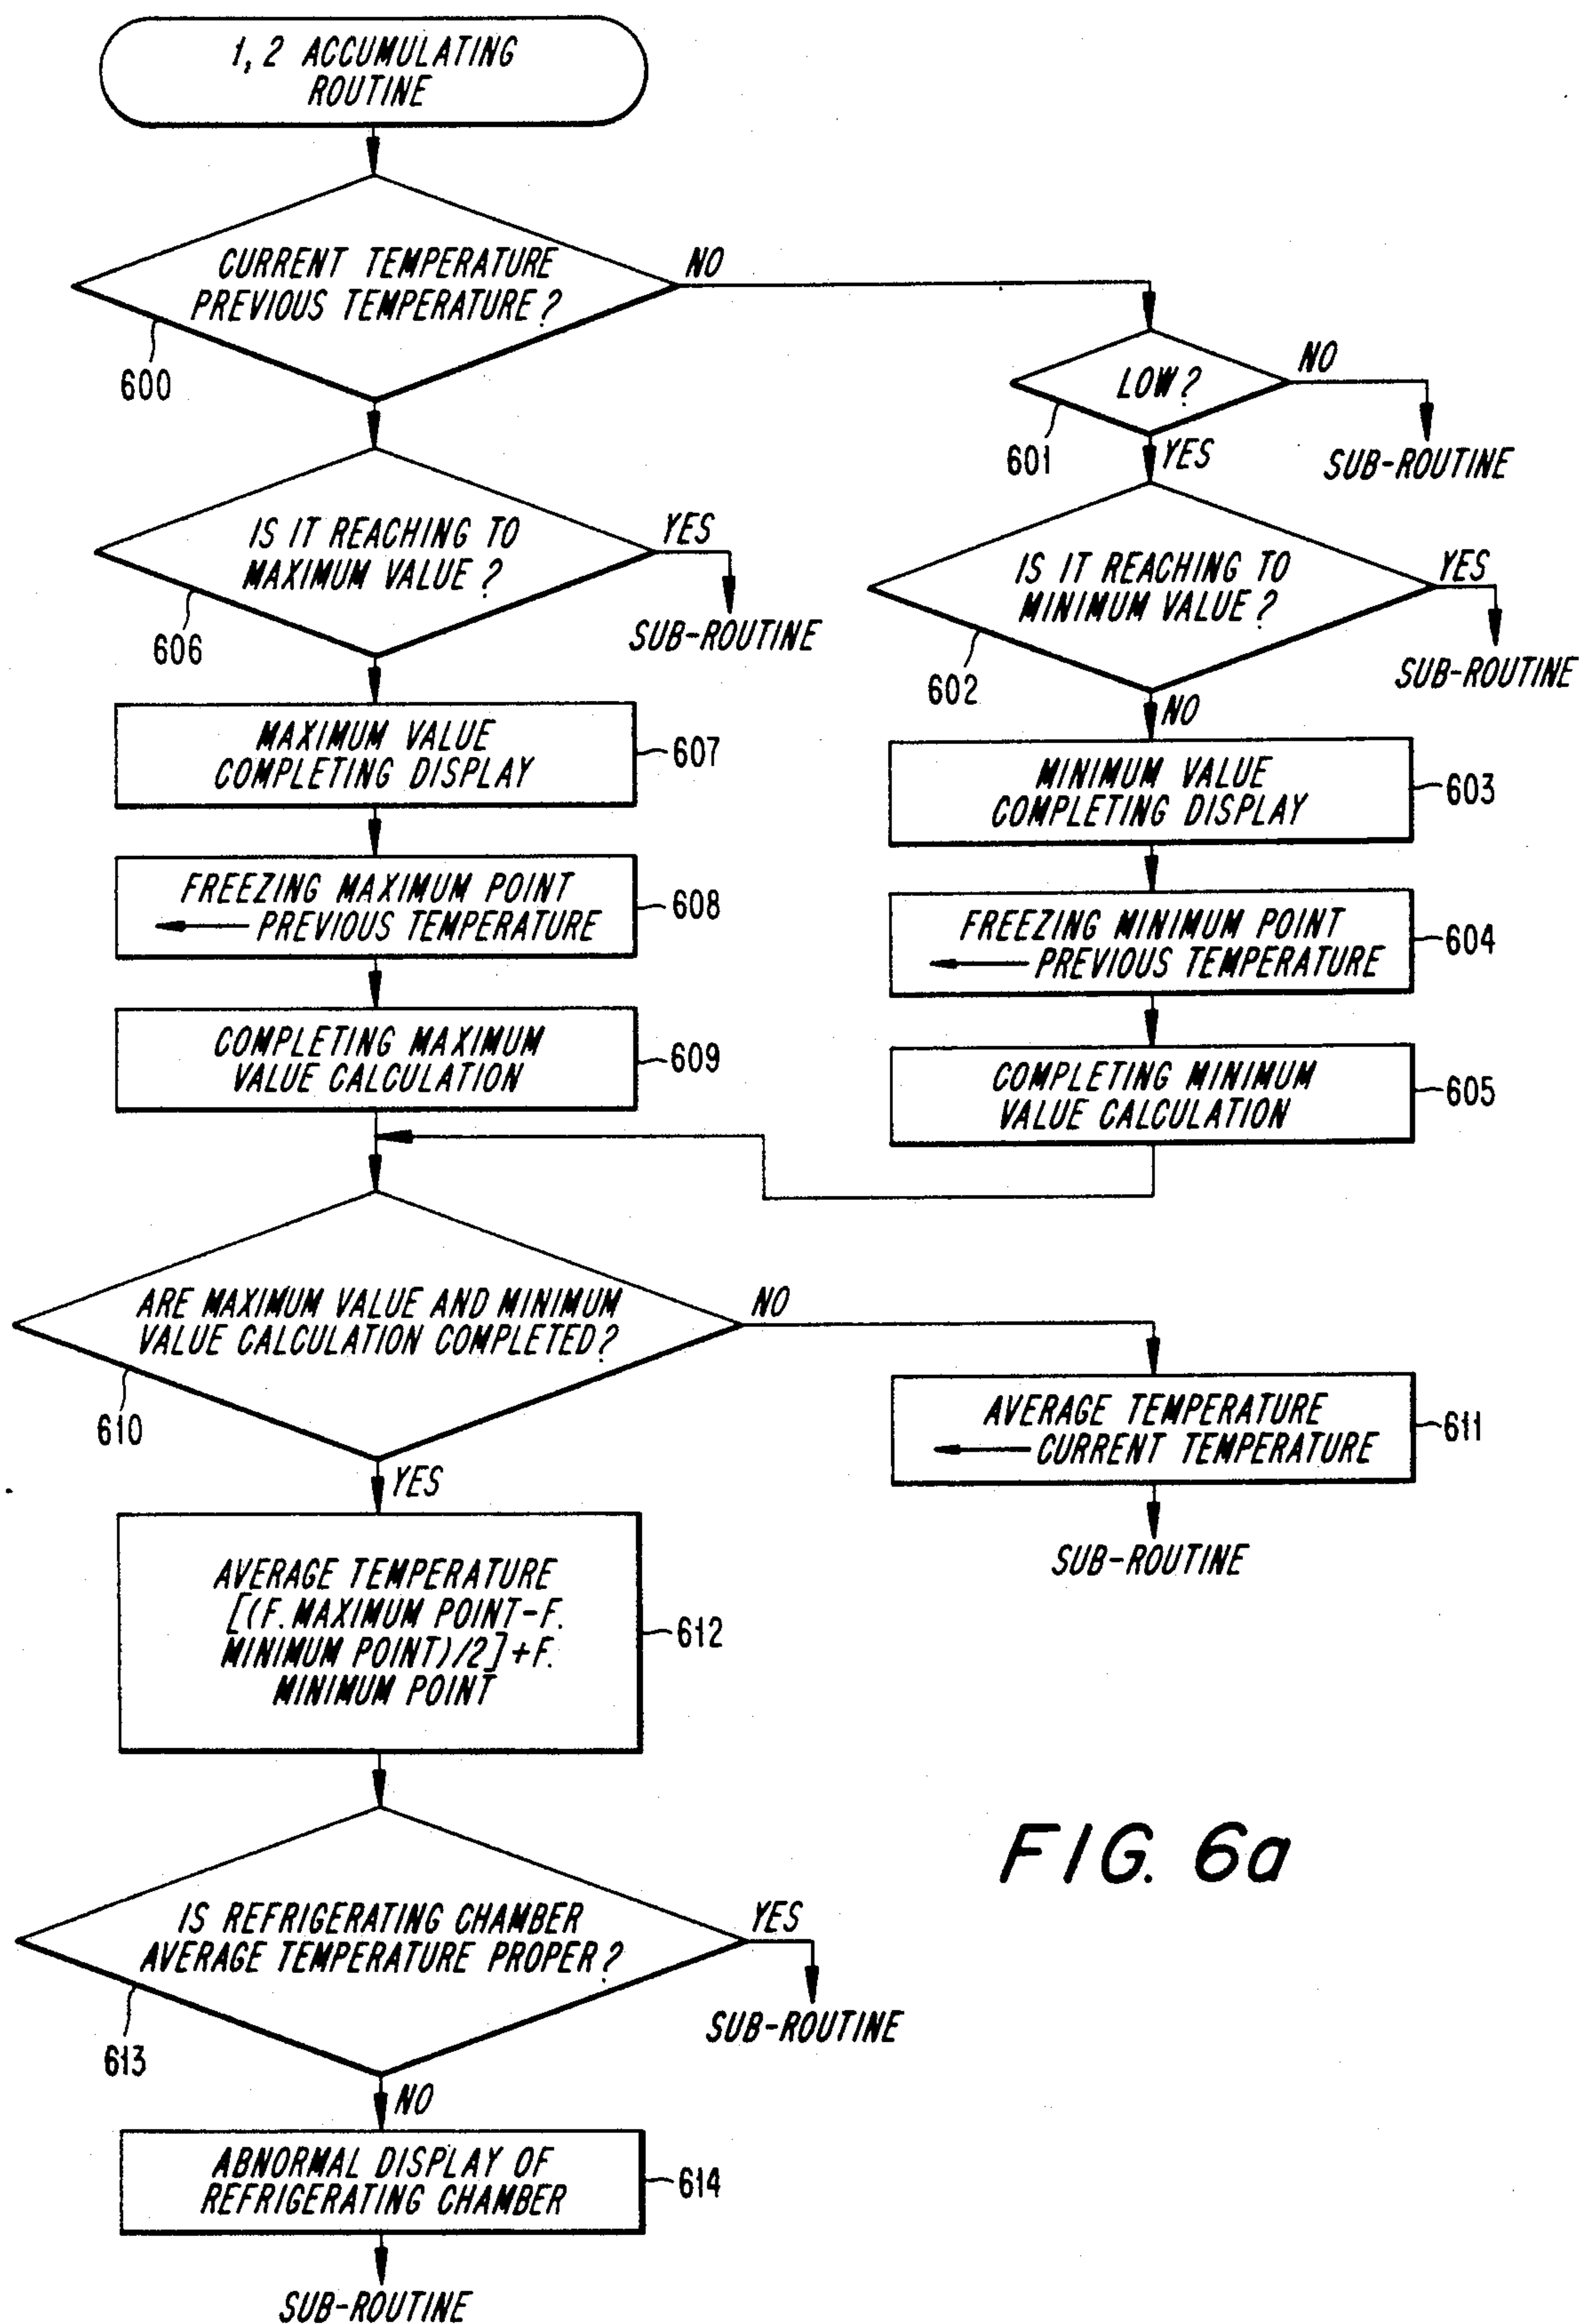 1, 2 ACCUMULATING
ROUTINE
CURRENT TEMPERATURE
PREVIOUS TEMPERATURE?
NO
600
LOW?
NO
601
YES
SUB-ROUTINE
IS IT REACHING TO
MAXIMUM VALUE?
YES
606
SUB-ROUTINE
IS IT REACHING TO
MINIMUM VALUE?
YES
602
SUB-ROUTINE
NO
MAXIMUM VALUE
COMPLETING DISPLAY
607
MINIMUM VALUE
COMPLETING DISPLAY
603
FREEZING MAXIMUM POINT
← PREVIOUS TEMPERATURE
608
FREEZING MINIMUM POINT
← PREVIOUS TEMPERATURE
604
COMPLETING MAXIMUM
VALUE CALCULATION
609
COMPLETING MINIMUM
VALUE CALCULATION
605
ARE MAXIMUM VALUE AND MINIMUM
VALUE CALCULATION COMPLETED?
NO
610
YES
AVERAGE TEMPERATURE
← CURRENT TEMPERATURE
611
SUB-ROUTINE
AVERAGE TEMPERATURE
[(F. MAXIMUM POINT-F.
MINIMUM POINT)/2]+F.
MINIMUM POINT
612
IS REFRIGERATING CHAMBER
AVERAGE TEMPERATURE PROPER?
YES
613
SUB-ROUTINE
NO
ABNORMAL DISPLAY OF
REFRIGERATING CHAMBER
614
SUB-ROUTINE
FIG. 6a